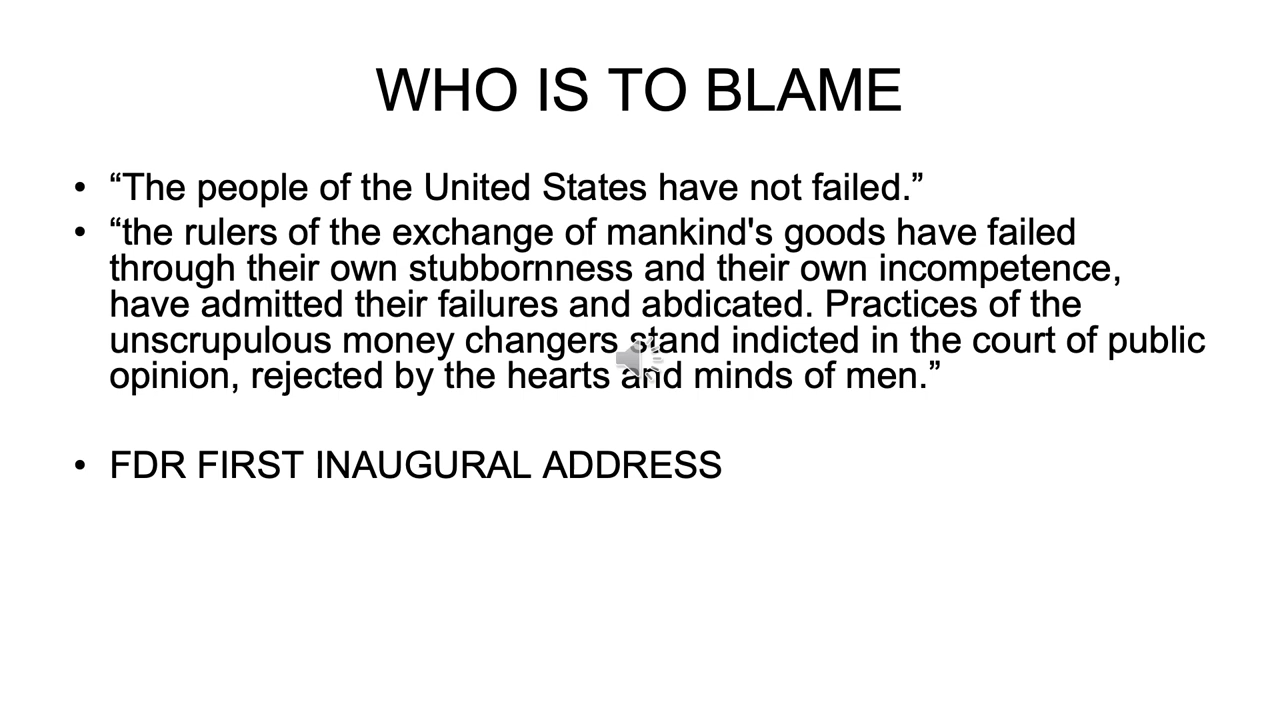 WHO IS TO BLAME
• “The people of the United States have not failed.”
• “the rulers of the exchange of mankind's goods have failed
through their own stubbornness and their own incompetence,
have admitted their failures and abdicated. Practices of the
unscrupulous money changers stand indicted in the court of public
opinion, rejected by the hearts and minds of men.”
• FDR FIRST INAUGURAL ADDRESS